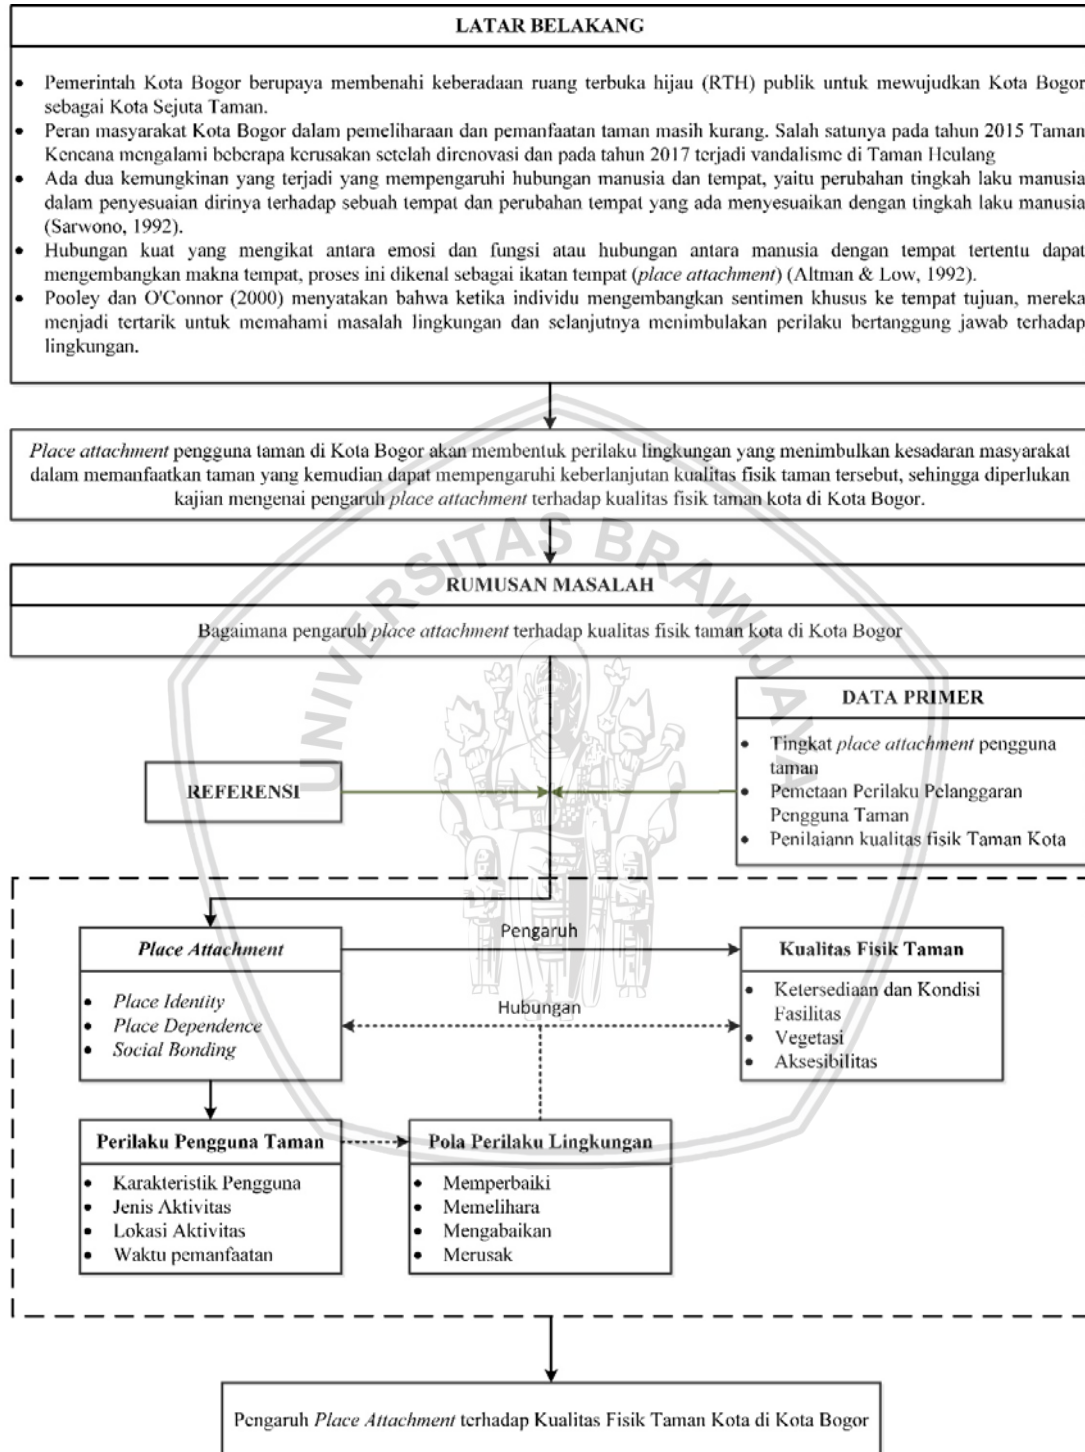 LATAR BELAKANG
• Pemerintah Kota Bogor berupaya membenahi keberadaan ruang terbuka hijau (RTH) publik untuk mewujudkan Kota Bogor
sebagai Kota Sejuta Taman.
• Peran masyarakat Kota Bogor dalam pemeliharaan dan pemanfaatan taman masih kurang. Salah satunya pada tahun 2015 Taman
Kencana mengalami beberapa kerusakan setelah direnovasi dan pada tahun 2017 terjadi vandalisme di Taman Heulang
• Ada dua kemungkinan yang terjadi yang mempengaruhi hubungan manusia dan tempat, yaitu perubahan tingkah laku manusia
dalam penyesuaian dirinya terhadap sebuah tempat dan perubahan tempat yang ada menyesuaikan dengan tingkah laku manusia
(Sarwono, 1992).
• Hubungan kuat yang mengikat antara emosi dan fungsi atau hubungan antara manusia dengan tempat tertentu dapat
mengembangkan makna tempat, proses ini dikenal sebagai ikatan tempat (place attachment) (Altman & Low, 1992).
• Pooley dan O'Connor (2000) menyatakan bahwa ketika individu mengembangkan sentimen khusus ke tempat tujuan, mereka
menjadi tertarik untuk memahami masalah lingkungan dan selanjutnya menimbulakan perilaku bertanggung jawab terhadap
lingkungan.
Place attachment pengguna taman di Kota Bogor akan membentuk perilaku lingkungan yang menimbulkan kesadaran masyarakat
dalam memanfaatkan taman yang kemudian dapat mempengaruhi keberlanjutan kualitas fisik taman tersebut, sehingga diperlukan
kajian mengenai pengaruh place attachment terhadap kualitas fisik taman kota di Kota Bogor.
UNIVERSITAS BRAWIJAYA
RUMUSAN MASALAH
Bagaimana pengaruh place attachment terhadap kualitas fisik taman kota di Kota Bogor
DATA PRIMER
• Tingkat place attachment pengguna
taman
• Pemetaan Perilaku Pelanggaran
Pengguna Taman
• Penilaiann kualitas fisik Taman Kota
REFERENSI
Place Attachment
• Place Identity
• Place Dependence
• Social Bonding
Pengaruh
Hubungan
Kualitas Fisik Taman
• Ketersediaan dan Kondisi
Fasilitas
• Vegetasi
• Aksesibilitas
Perilaku Pengguna Taman
• Karakteristik Pengguna
• Jenis Aktivitas
• Lokasi Aktivitas
• Waktu pemanfaatan
Pola Perilaku Lingkungan
• Memperbaiki
• Memelihara
• Mengabaikan
• Merusak
Pengaruh Place Attachment terhadap Kualitas Fisik Taman Kota di Kota Bogor